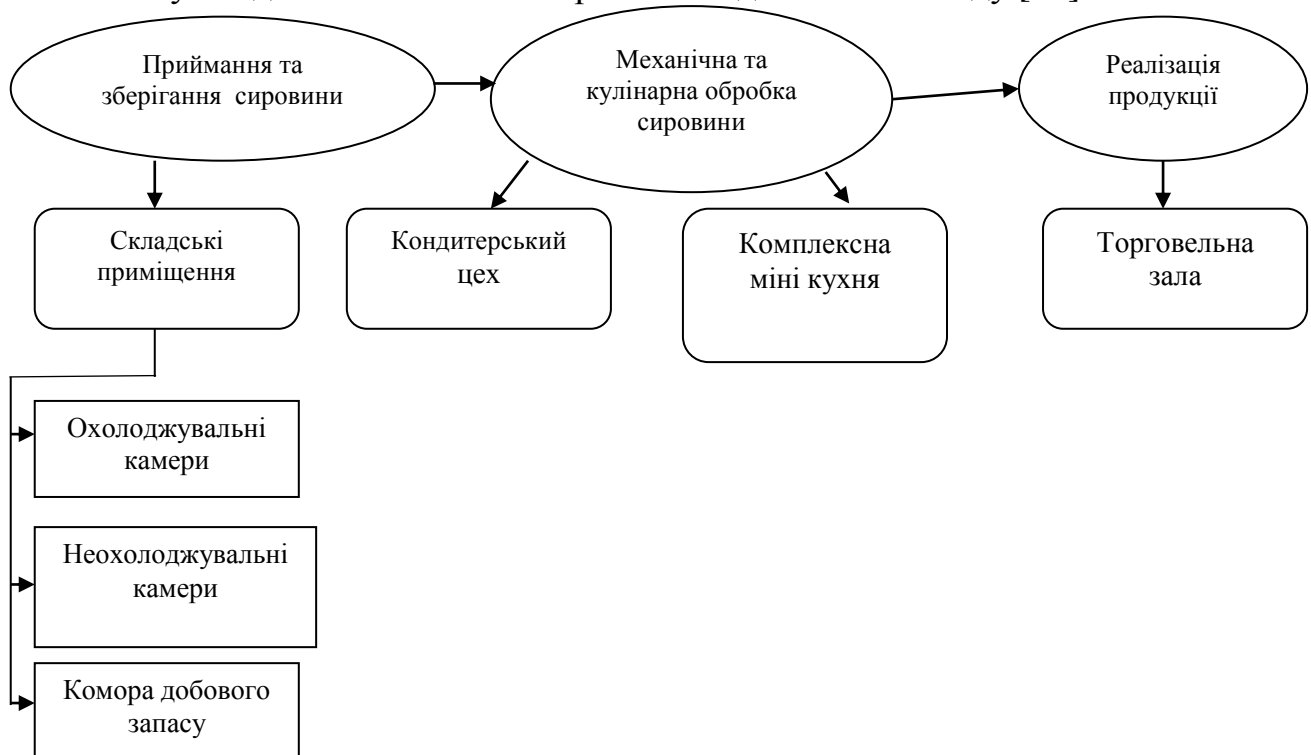 Приймання та
зберігання сировини
Механічна та
кулінарна обробка
сировини
Реалізація
продукції
Складські
приміщення
Кондитерський
цех
Комплексна
міні кухня
Торговельна
зала
Охолоджувальні
камери
Неохолоджувальні
камери
Комора добового
запасу